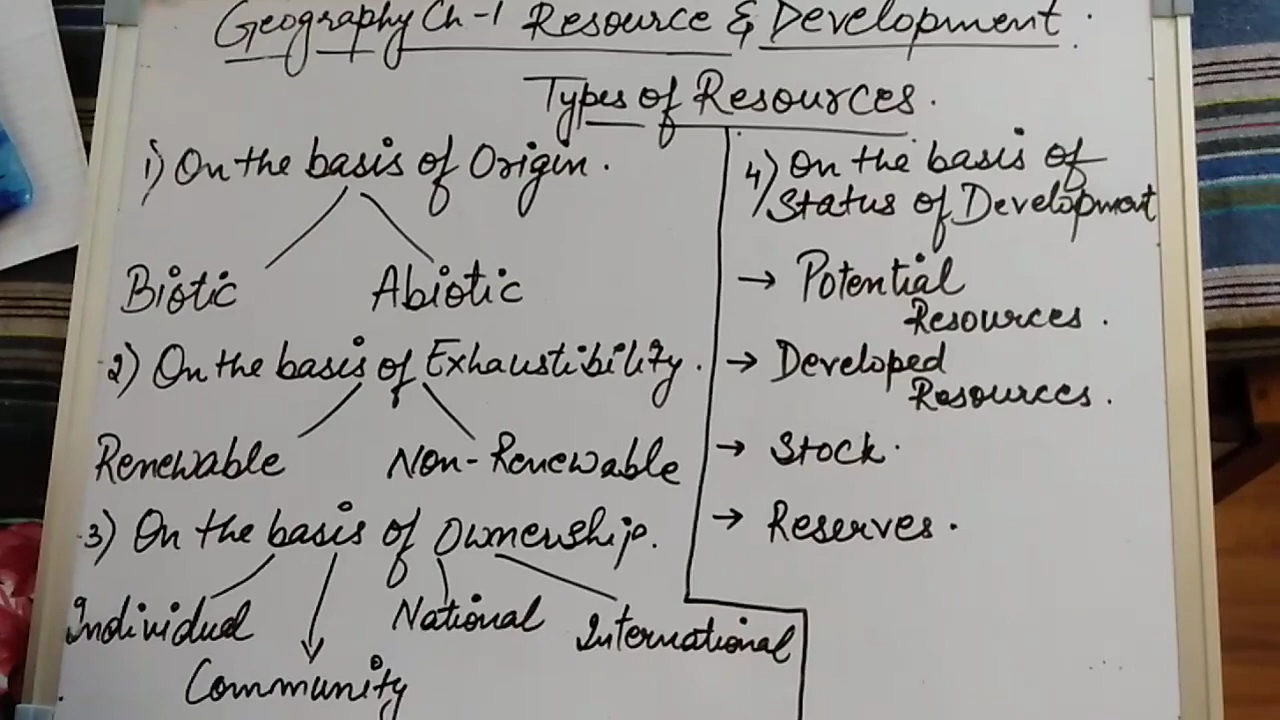 Geography Ch-1 Resource & Development.
Types of Resources.
1) On the basis of Origin.
Biotic Abiotic
2) On the basis of Exhaustibility.
Renewable Non-Renewable
3) On the basis of Ownership.
Individual National International
Community
4) On the basis of
Status of Development
→ Potential
Resources.
→ Developed
Resources.
→ Stock.
→ Reserves.